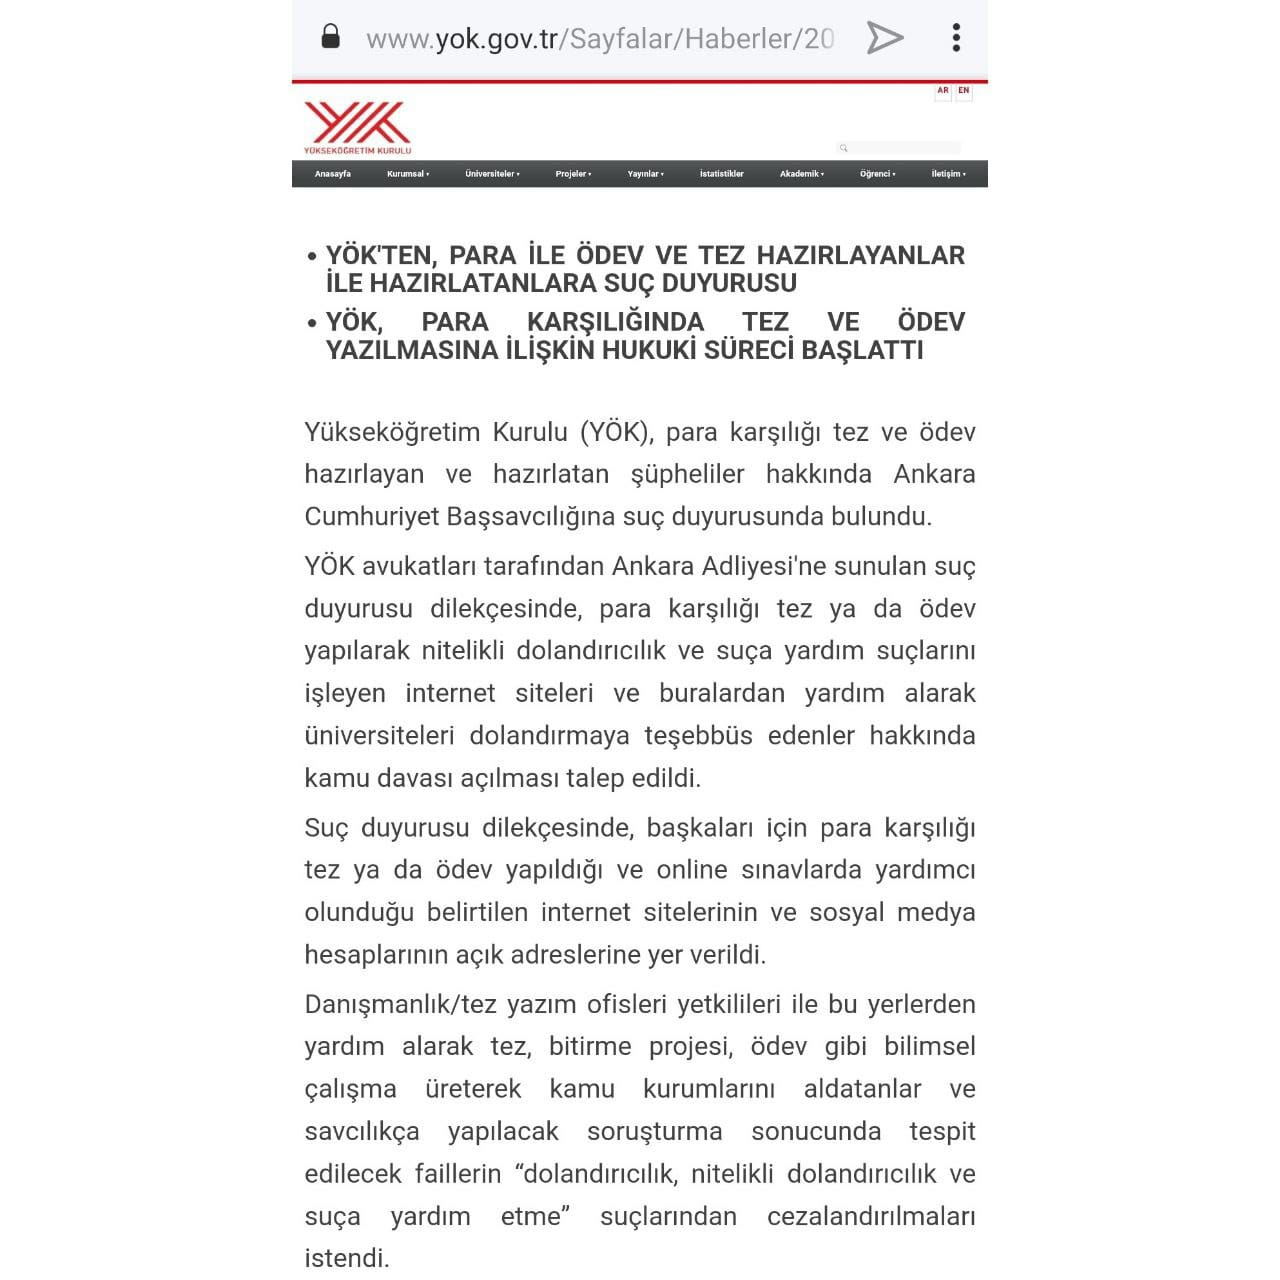 www.yok.gov.tr/Sayfalar/Haberler/20
AR EN
YÜKSEKÖĞRETİM KURULU
Anasayfa Kurumsal Üniversiteler Projeler Yayınlar İstatistikler Akademik Öğrenci İletişim
• YÖK'TEN, PARA İLE ÖDEV VE TEZ HAZIRLAYANLAR
İLE HAZIRLATANLARA SUÇ DUYURUSU
• YÖK, PARA KARŞILIĞINDA TEZ VE ÖDEV
YAZILMASINA İLİŞKİN HUKUKİ SÜRECİ BAŞLATTI
Yükseköğretim Kurulu (YÖK), para karşılığı tez ve ödev
hazırlayan ve hazırlatan şüpheliler hakkında Ankara
Cumhuriyet Başsavcılığına suç duyurusunda bulundu.
YÖK avukatları tarafından Ankara Adliyesi'ne sunulan suç
duyurusu dilekçesinde, para karşılığı tez ya da ödev
yapılarak nitelikli dolandırıcılık ve suça yardım suçlarını
işleyen internet siteleri ve buralardan yardım alarak
üniversiteleri dolandırmaya teşebbüs edenler hakkında
kamu davası açılması talep edildi.
Suç duyurusu dilekçesinde, başkaları için para karşılığı
tez ya da ödev yapıldığı ve online sınavlarda yardımcı
olunduğu belirtilen internet sitelerinin ve sosyal medya
hesaplarının açık adreslerine yer verildi.
Danışmanlık/tez yazım ofisleri yetkilileri ile bu yerlerden
yardım alarak tez, bitirme projesi, ödev gibi bilimsel
çalışma üreterek kamu kurumlarını aldatanlar ve
savcılıkça yapılacak soruşturma sonucunda tespit
edilecek faillerin “dolandırıcılık, nitelikli dolandırıcılık ve
suça yardım etme” suçlarından cezalandırılmaları
istendi.